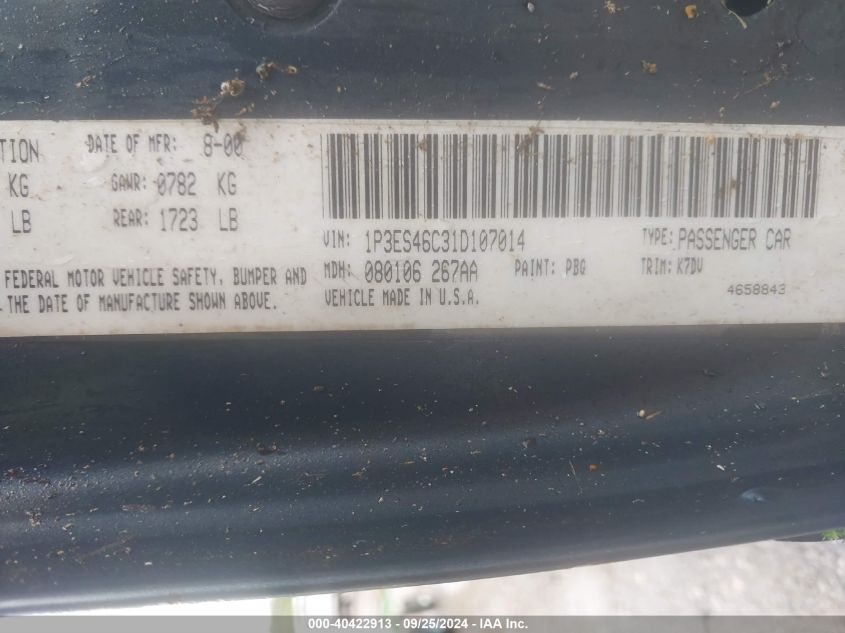 TION DATE OF MFR: 8-00
KG GAWR: 0782 KG
LB REAR: 1723 LB
FEDERAL MOTOR VEHICLE SAFETY, BUMPER AND
THE DATE OF MANUFACTURE SHOWN ABOVE.
VIN: 1P3ES46C31D107014 TYPE: PASSENGER CAR
MDH: 080106 267AA PAINT: PBQ TRIM: K7DV
VEHICLE MADE IN U.S.A. 4658843
000-40422913 - 09/25/2024 - IAA Inc.